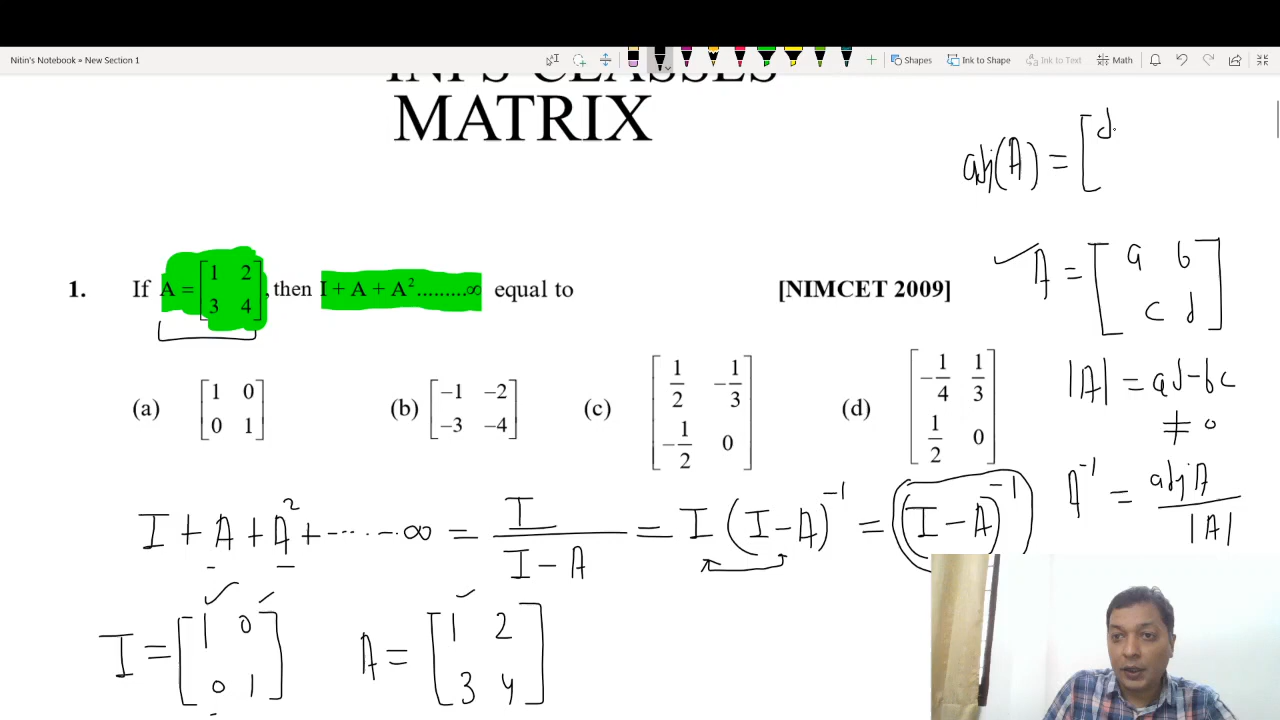 Nitin's Notebook » New Section 1
Shapes Ink to Shape Ink to Text Math
MATRIX
adj(A) = [ d
1. If A = [1 2 3 4], then I + A + A².........∞ equal to [NIMCET 2009]
A = [a b c d]
(a) [1 0 0 1] (b) [−1 −2 −3 −4] (c) [1/2 −1/3 −1/2 0] (d) [−1/4 1/3 1/2 0]
|A| = ad-bc
≠ 0
A⁻¹ = adjA/|A|
I + A + A² + ------∞ = I/(I-A) = I(I-A)⁻¹ = (I-A)⁻¹
I = [1 0 0 1] A = [1 2 3 4]